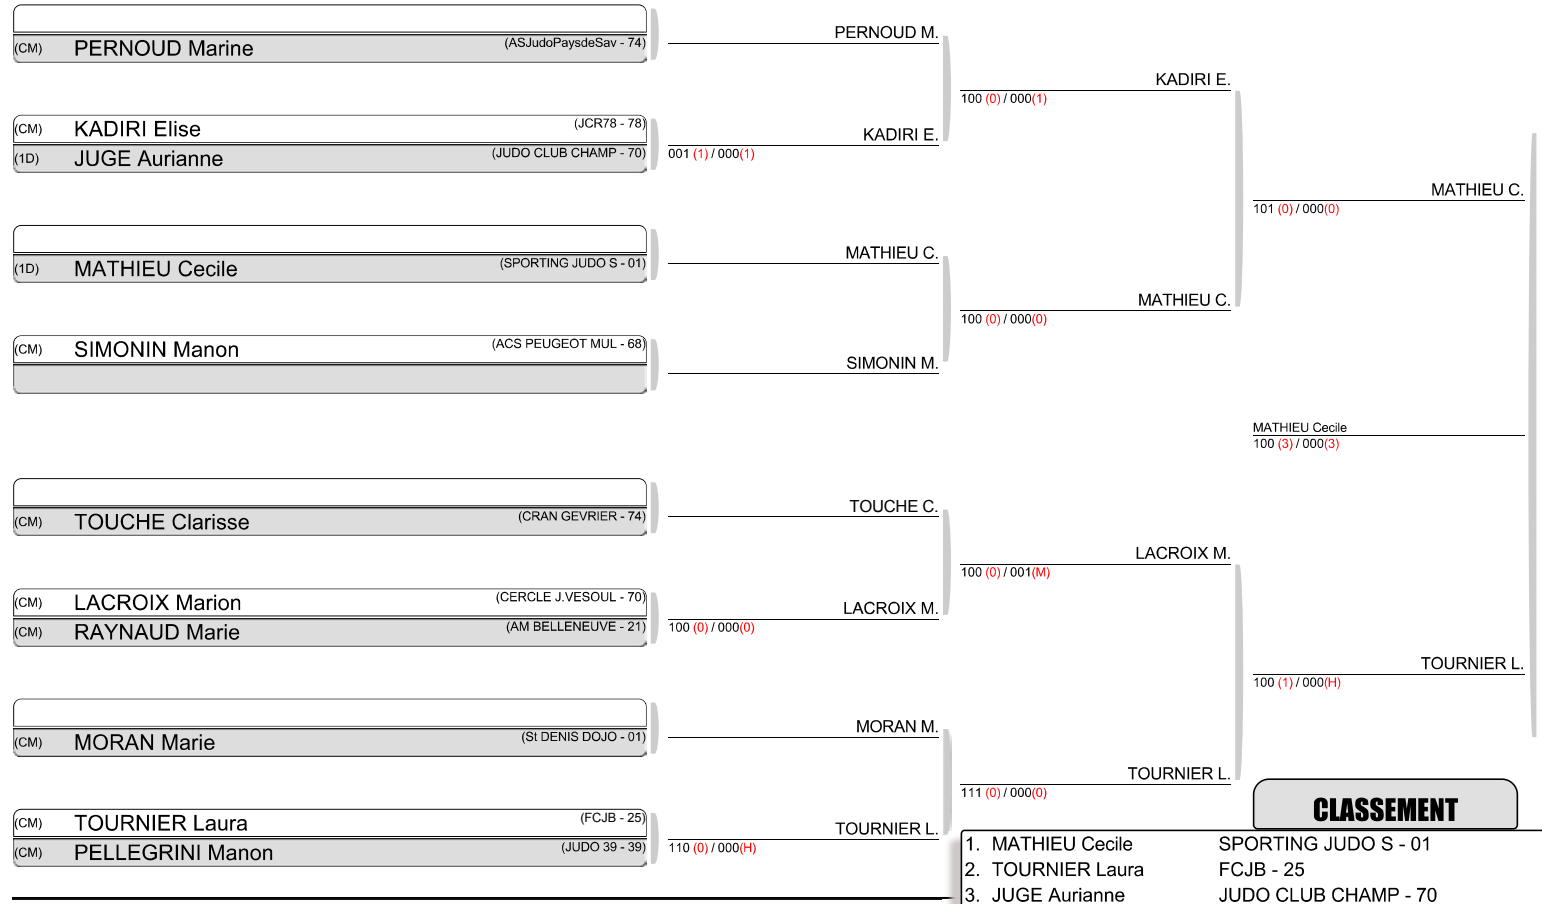 (CM) PERNOUD Marine (ASJudoPaysdeSav - 74)
(CM) KADIRI Elise (JCR78 - 78)
(1D) JUGE Aurianne (JUDO CLUB CHAMP - 70)
(1D) MATHIEU Cecile (SPORTING JUDO S - 01)
(CM) SIMONIN Manon (ACS PEUGEOT MUL - 68)
(CM) TOUCHE Clarisse (CRAN GEVRIER - 74)
(CM) LACROIX Marion (CERCLE J.VESOUL - 70)
(CM) RAYNAUD Marie (AM BELLENEUVE - 21)
(CM) MORAN Marie (St DENIS DOJO - 01)
(CM) TOURNIER Laura (FCJB - 25)
(CM) PELLEGRINI Manon (JUDO 39 - 39)
PERNOUD M.
KADIRI E.
001 (1) / 000(1)
MATHIEU C.
SIMONIN M.
TOUCHE C.
LACROIX M.
100 (0) / 000(0)
MORAN M.
TOURNIER L.
110 (0) / 000(H)
KADIRI E.
100 (0) / 000(1)
MATHIEU C.
100 (0) / 000(0)
LACROIX M.
100 (0) / 001(M)
TOURNIER L.
111 (0) / 000(0)
MATHIEU C.
101 (0) / 000(0)
MATHIEU Cecile
100 (3) / 000(3)
TOURNIER L.
100 (1) / 000(H)
CLASSEMENT
1. MATHIEU Cecile SPORTING JUDO S - 01
2. TOURNIER Laura FCJB - 25
3. JUGE Aurianne JUDO CLUB CHAMP - 70